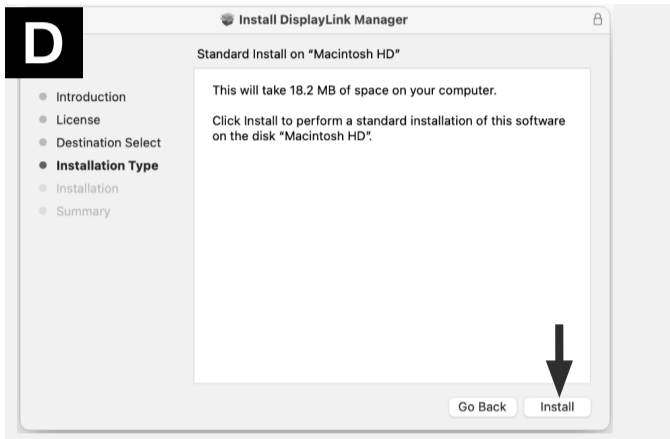 D
Install DisplayLink Manager
Standard Install on “Macintosh HD”
Introduction
License
Destination Select
Installation Type
Installation
Summary
This will take 18.2 MB of space on your computer.
Click Install to perform a standard installation of this software
on the disk “Macintosh HD”.
Go Back
Install